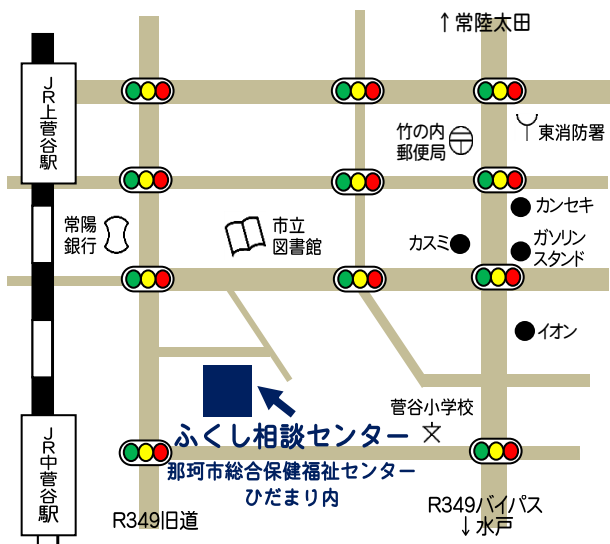 ↑常陸太田
JR上菅谷駅
竹の内
郵便局
東消防署
カンセキ
常陽
銀行
市立
図書館
カスミ
ガソリン
スタンド
イオン
菅谷小学校
ふくし相談センター
那珂市総合保健福祉センター
ひだまり内
JR中菅谷駅
R349旧道
R349バイパス
↓水戸